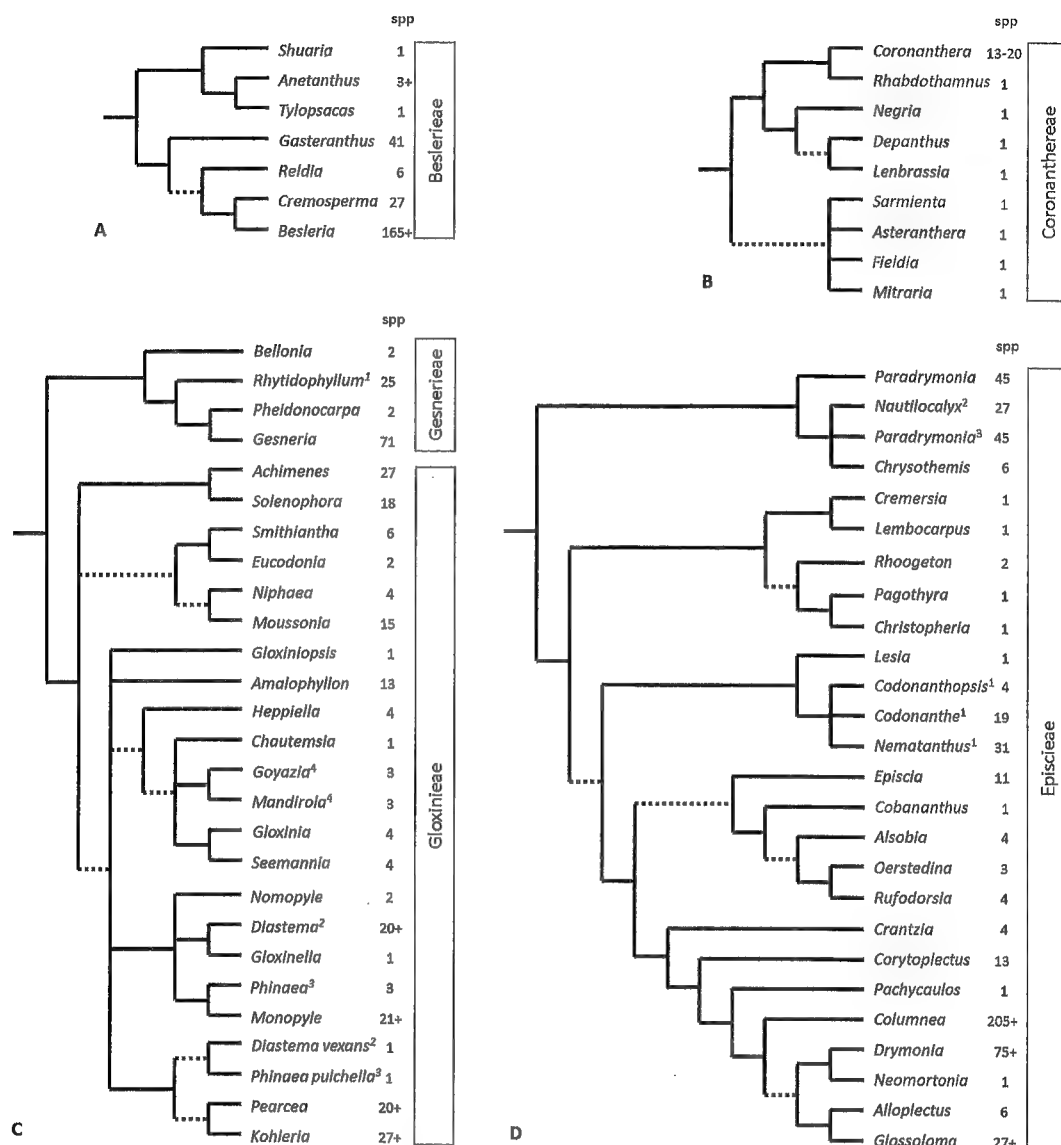 spp
Shuaria 1
Anetanthus 3+
Tylopsacas 1
Gasteranthus 41
Reldia 6
Cremosperma 27
Besleria 165+
Beslerieae
A
spp
Coronanthera 13-20
Rhabdothamnus 1
Negria 1
Depanthus 1
Lenbrassia 1
Sarmienta 1
Asteranthera 1
Fieldia 1
Mitraria 1
Coronanthereae
B
spp
Bellonia 2
Rhytidophyllum¹ 25
Pheidonocarpa 2
Gesneria 71
Gesnerieae
Achimenes 27
Solenophora 18
Smithiantha 6
Eucodonia 2
Niphaea 4
Moussonia 15
Gloxiniopsis 1
Amalophyllon 13
Heppiella 4
Chautemsia 1
Goyazia⁴ 3
Mandirola⁴ 3
Gloxinia 4
Seemannia 4
Nomopyle 2
Diastema² 20+
Gloxinella 1
Phinaea³ 3
Monopyle 21+
Diastema vexans² 1
Phinaea pulchella³ 1
Pearcea 20+
Kohleria 27+
Gloxinieae
C
spp
Paradrymonia 45
Nautilocalyx² 27
Paradrymonia³ 45
Chrysothemis 6
Cremersia 1
Lembocarpus 1
Rhoogeton 2
Pagothyra 1
Christopheria 1
Lesia 1
Codonanthopsis¹ 4
Codonanthe¹ 19
Nematanthus¹ 31
Episcia 11
Cobananthus 1
Alsobia 4
Oerstedina 3
Rufodorsia 4
Crantzia 4
Corytoplectus 13
Pachycaulos 1
Columnea 205+
Drymonia 75+
Neomortonia 1
Alloplectus 6
Glossoloma 27+
Episcieae
D